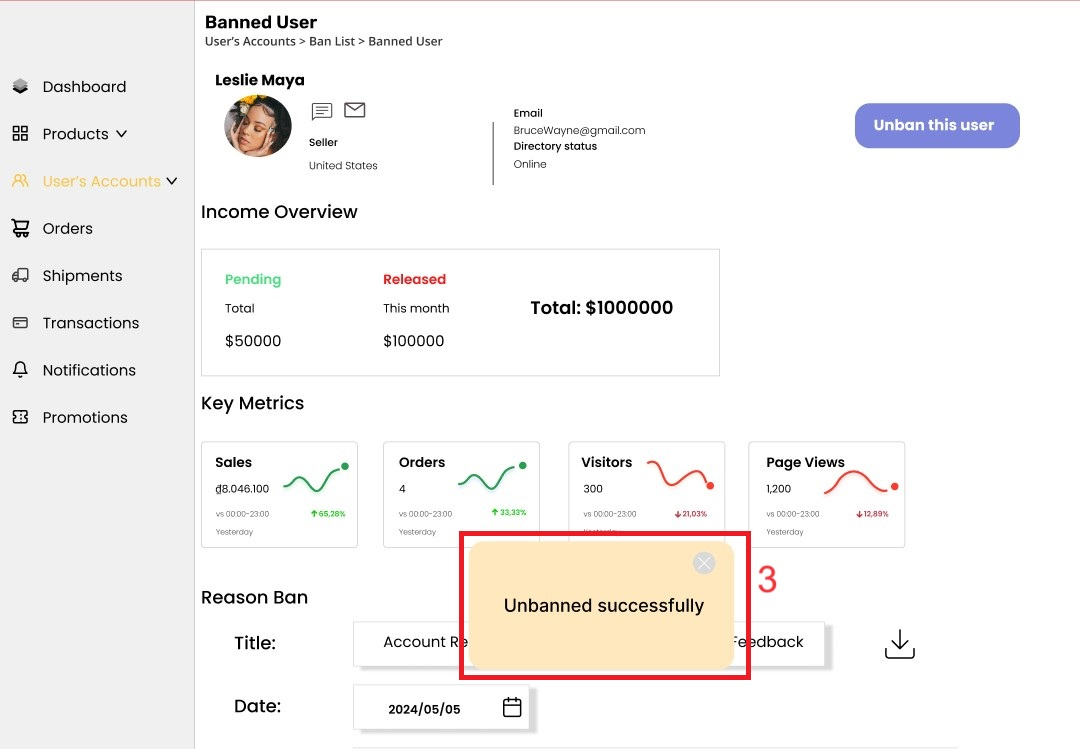 Banned User
User's Accounts > Ban List > Banned User
Dashboard
Products
User's Accounts
Orders
Shipments
Transactions
Notifications
Promotions
Leslie Maya
Seller
United States
Email
BruceWayne@gmail.com
Directory status
Online
Unban this user
Income Overview
Pending
Total
$50000
Released
This month
$100000
Total: $1000000
Key Metrics
Sales
₫8.046.100
vs 00:00-23:00
65,28%
Yesterday
Orders
4
vs 00:00-23:00
33,33%
Yesterday
Visitors
300
vs 00:00-23:00
21,03%
Yesterday
Page Views
1,200
vs 00:00-23:00
12,89%
Yesterday
Unbanned successfully
3
Reason Ban
Title:
Account Re
Feedback
Date:
2024/05/05